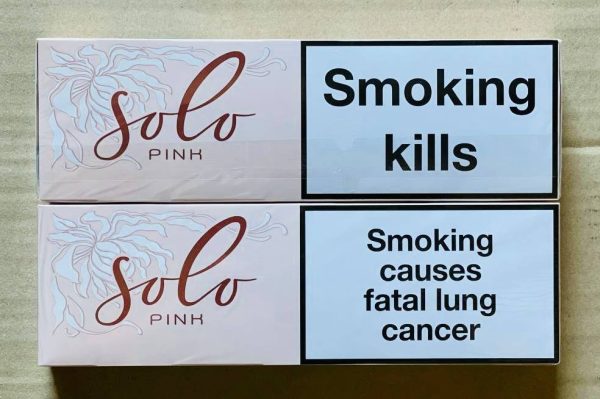 Solo
PINK
Smoking
kills
Solo
PINK
Smoking
causes
fatal lung
cancer